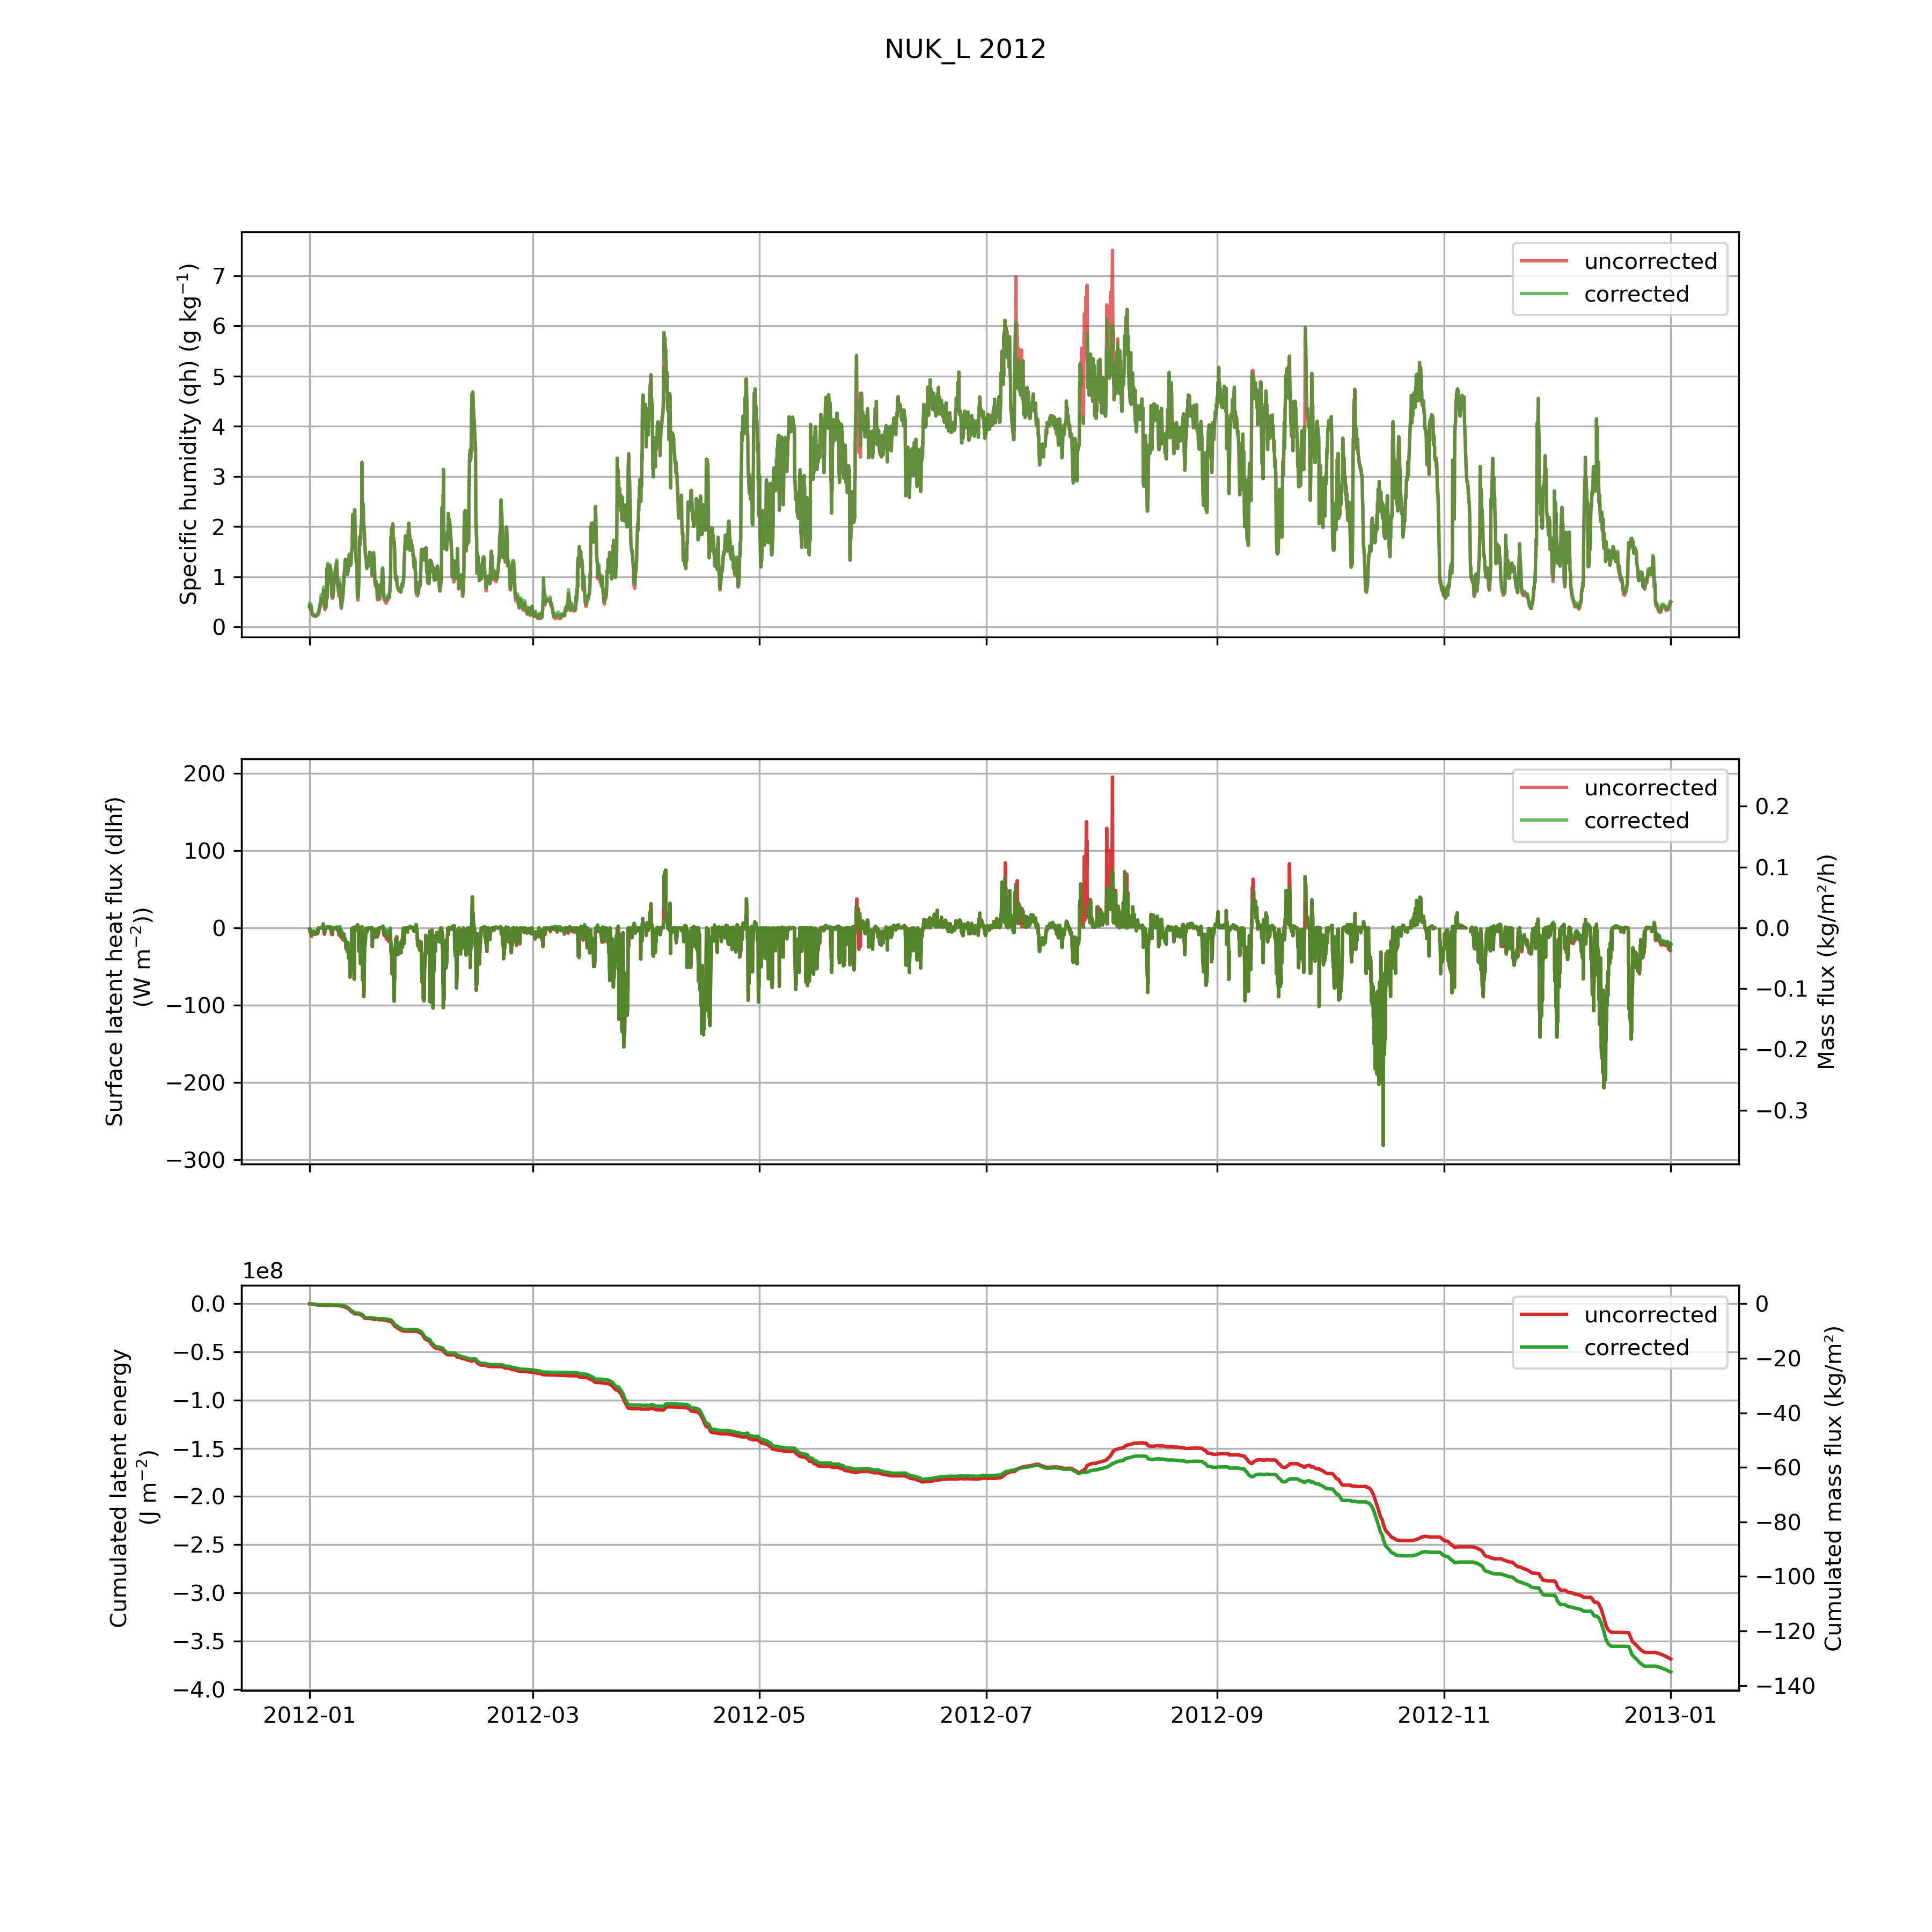 NUK_L 2012
Specific humidity (qh) (g kg⁻¹)
7
6
5
4
3
2
1
0
uncorrected
corrected
Surface latent heat flux (dlhf)
(W m⁻²))
200
100
0
−100
−200
−300
uncorrected
corrected
0.2
0.1
0.0
−0.1
−0.2
−0.3
Mass flux (kg/m²/h)
1e8
Cumulated latent energy
(J m⁻²)
0.0
−0.5
−1.0
−1.5
−2.0
−2.5
−3.0
−3.5
−4.0
uncorrected
corrected
0
−20
−40
−60
−80
−100
−120
−140
Cumulated mass flux (kg/m²)
2012-01 2012-03 2012-05 2012-07 2012-09 2012-11 2013-01